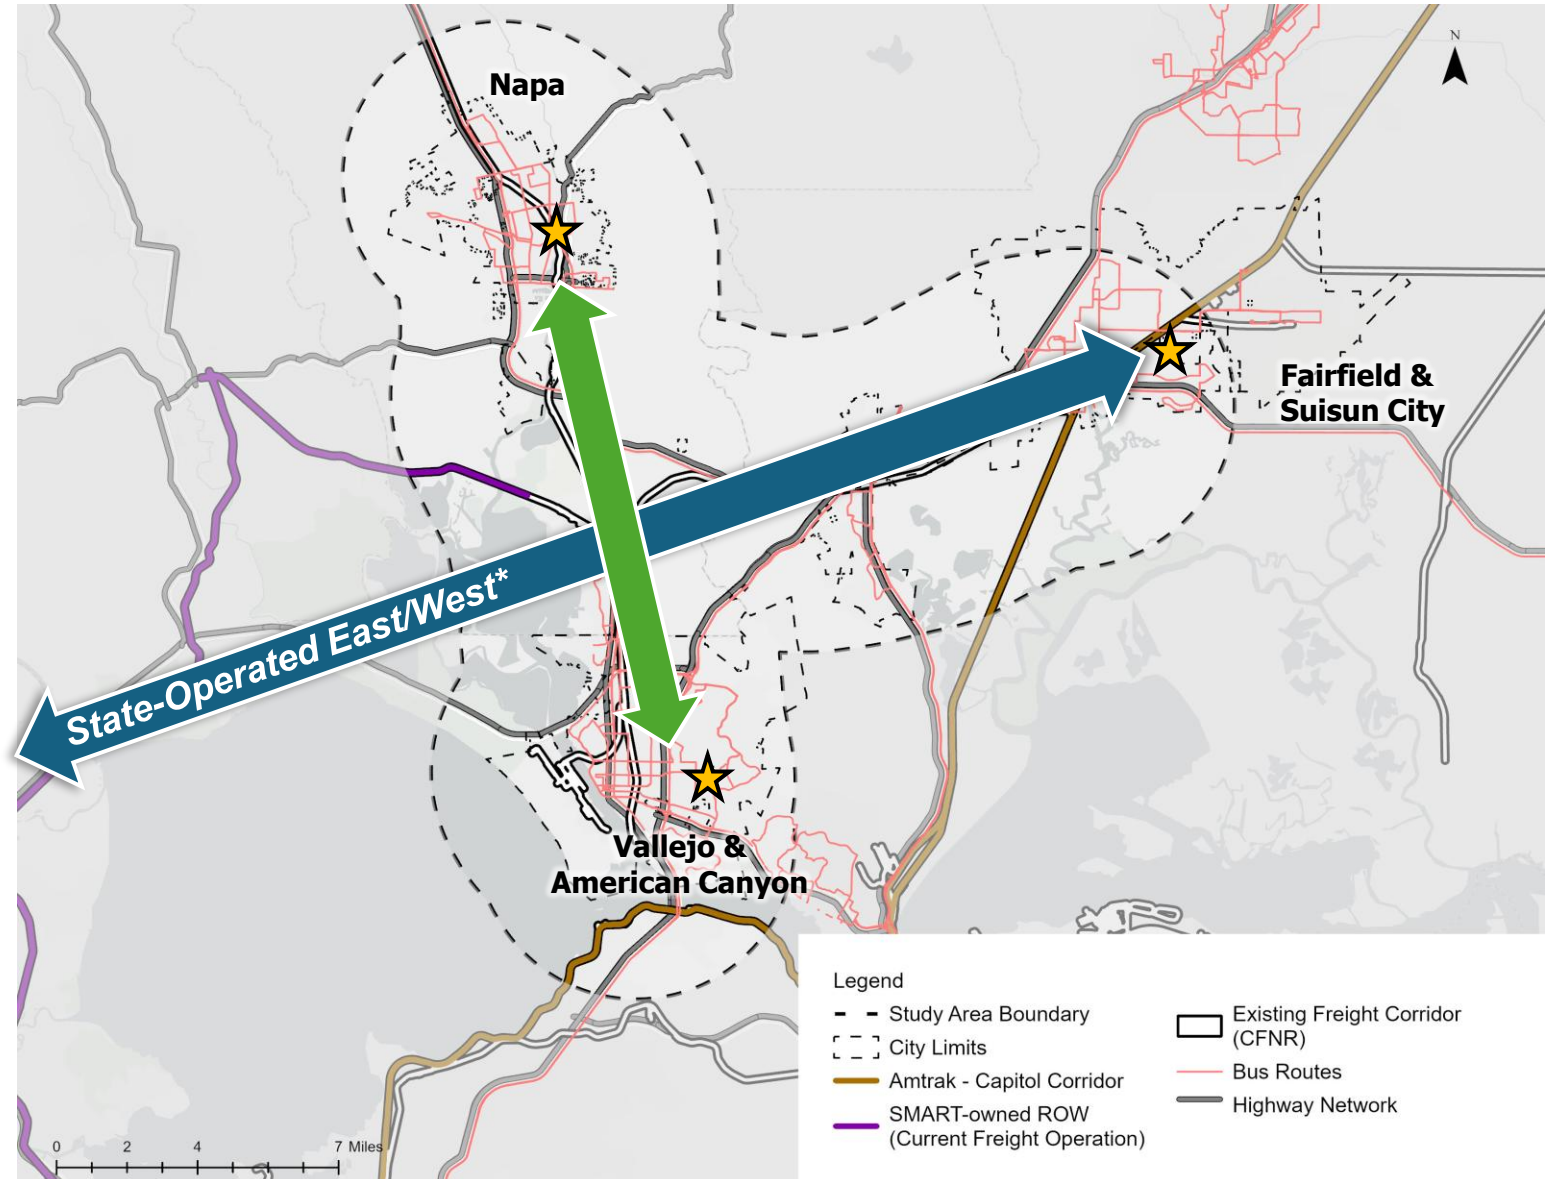 N
Napa
Fairfield &
Suisun City
State-Operated East/West*
Vallejo &
American Canyon
Legend
Study Area Boundary
City Limits
Amtrak - Capitol Corridor
SMART-owned ROW
(Current Freight Operation)
Existing Freight Corridor
(CFNR)
Bus Routes
Highway Network
0 2 4 7 Miles